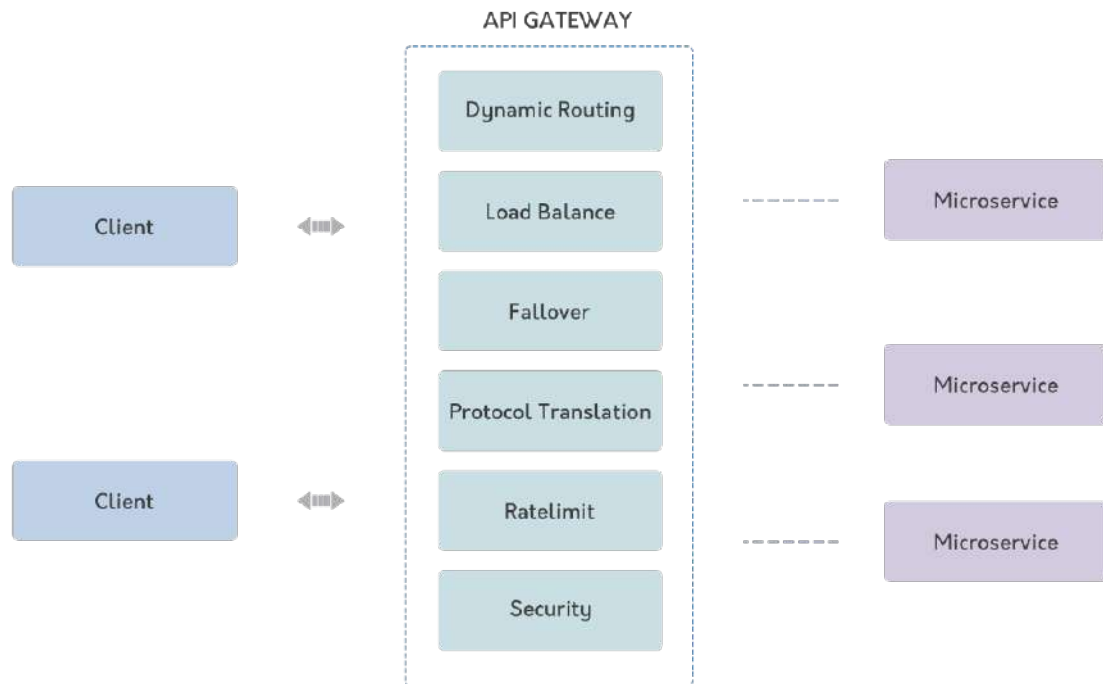 API GATEWAY
Dynamic Routing
Load Balance
Fallover
Protocol Translation
Ratelimit
Security
Client
Client
Microservice
Microservice
Microservice